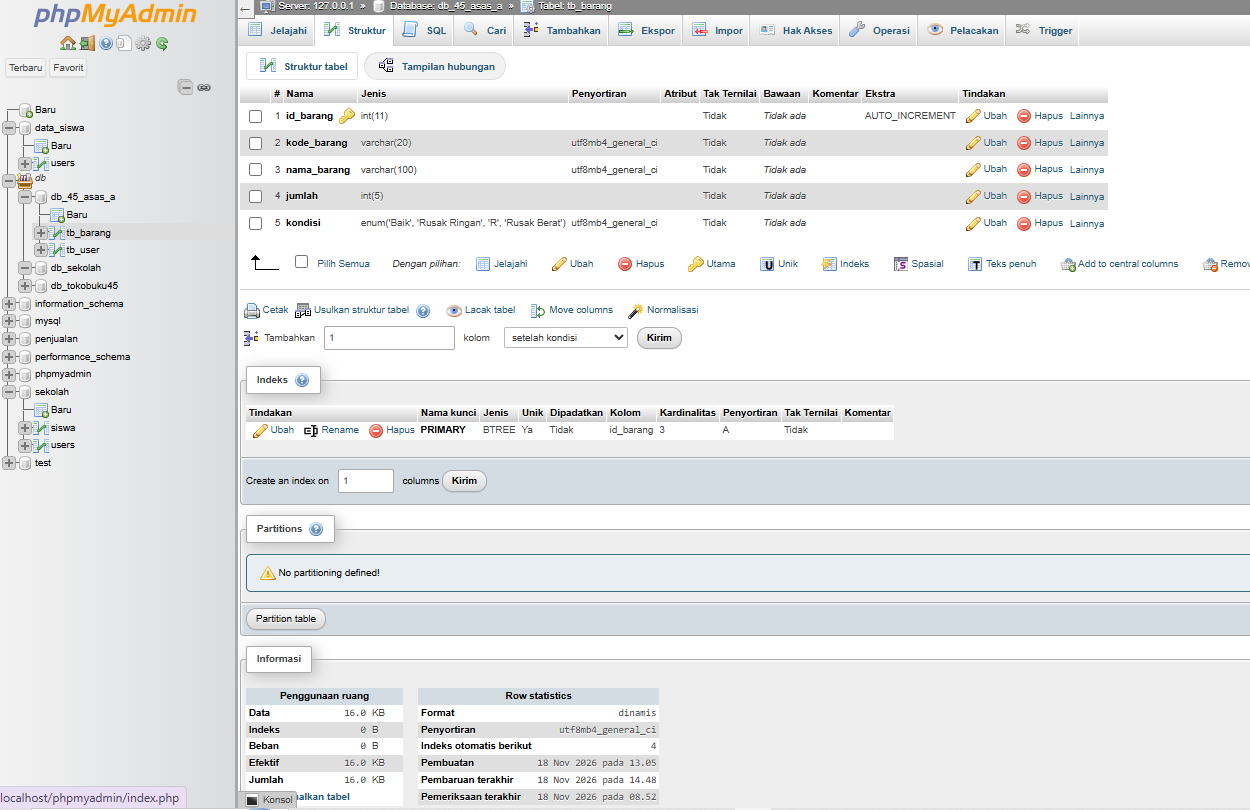 phpMyAdmin
Terbaru Favorit
Baru
data_siswa
Baru
users
db
db_45_asas_a
Baru
tb_barang
tb_user
db_sekolah
db_tokobuku45
information_schema
mysql
penjualan
performance_schema
phpmyadmin
sekolah
Baru
siswa
users
test
localhost/phpmyadmin/index.php
Server: 127.0.0.1 » Database: db_45_asas_a » Tabel: tb_barang
Jelajahi Struktur SQL Cari Tambahkan Ekspor Impor Hak Akses Operasi Pelacakan Trigger
Struktur tabel Tampilan hubungan
# Nama Jenis Penyortiran Atribut Tak Ternilai Bawaan Komentar Ekstra Tindakan
1 id_barang int(11) Tidak Tidak ada AUTO_INCREMENT Ubah Hapus Lainnya
2 kode_barang varchar(20) utf8mb4_general_ci Tidak Tidak ada Ubah Hapus Lainnya
3 nama_barang varchar(100) utf8mb4_general_ci Tidak Tidak ada Ubah Hapus Lainnya
4 jumlah int(5) Tidak Tidak ada Ubah Hapus Lainnya
5 kondisi enum('Baik', 'Rusak Ringan', 'R', 'Rusak Berat') utf8mb4_general_ci Tidak Tidak ada Ubah Hapus Lainnya
Pilih Semua Dengan pilihan: Jelajahi Ubah Hapus Utama Unik Indeks Spasial Teks penuh Add to central columns Remov
Cetak Usulkan struktur tabel Lacak tabel Move columns Normalisasi
Tambahkan 1 kolom setelah kondisi Kirim
Indeks
Tindakan Nama kunci Jenis Unik Dipadatkan Kolom Kardinalitas Penyortiran Tak Ternilai Komentar
Ubah Rename Hapus PRIMARY BTREE Ya Tidak id_barang 3 A Tidak
Create an index on 1 columns Kirim
Partitions
No partitioning defined!
Partition table
Informasi
Penggunaan ruang
Data 16.0 KB
Indeks 0 B
Beban 0 B
Efektif 16.0 KB
Jumlah 16.0 KB
alkan tabel
Row statistics
Format dinamis
Penyortiran utf8mb4_general_ci
Indeks otomatis berikut 4
Pembuatan 18 Nov 2026 pada 13.05
Pembaruan terakhir 18 Nov 2026 pada 14.48
Pemeriksaan terakhir 18 Nov 2026 pada 08.52
Konsol